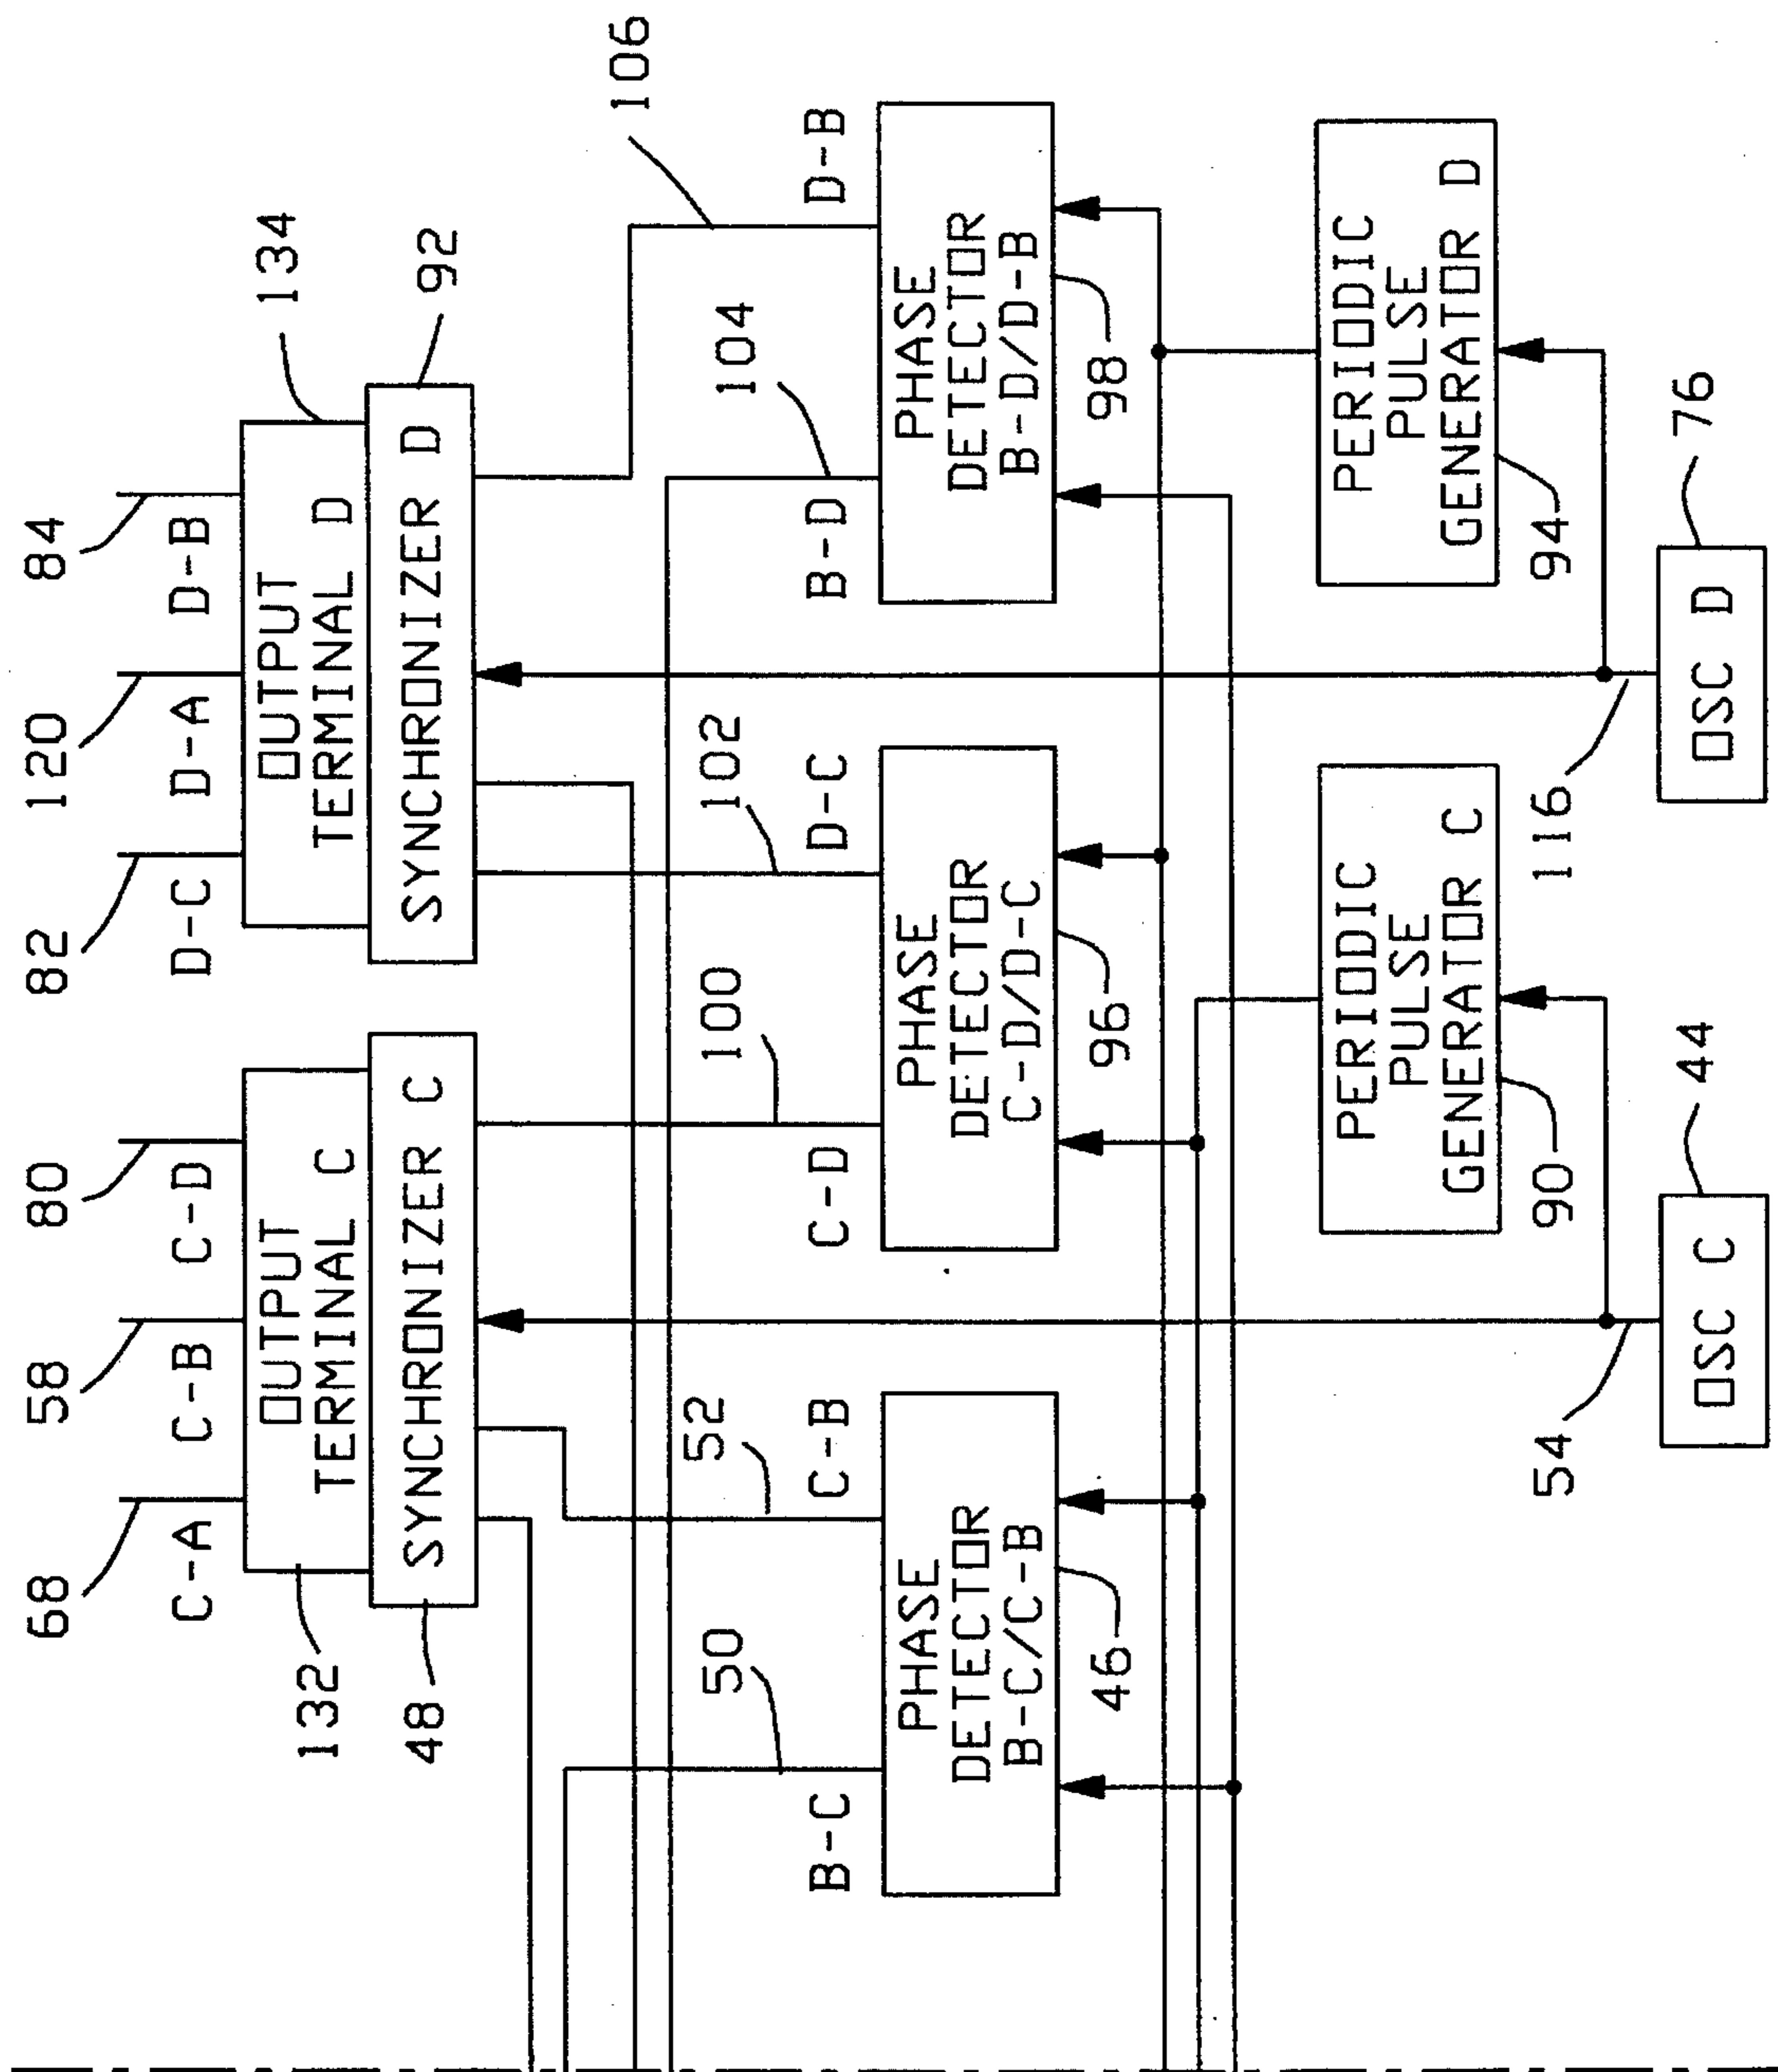 68
58
80
82
120
84
C-A
C-B
C-D
D-C
D-A
D-B
132
OUTPUT
TERMINAL C
OUTPUT
TERMINAL D
134
48
SYNCHRONIZER C
SYNCHRONIZER D
92
50
52
100
102
104
106
B-C
C-B
C-D
D-C
B-D
D-B
PHASE
DETECTOR
B-C/C-B
PHASE
DETECTOR
C-D/D-C
PHASE
DETECTOR
B-D/D-B
46
96
98
PERIODIC
PULSE
GENERATOR C
PERIODIC
PULSE
GENERATOR D
90
94
54
116
OSC C
44
OSC D
76